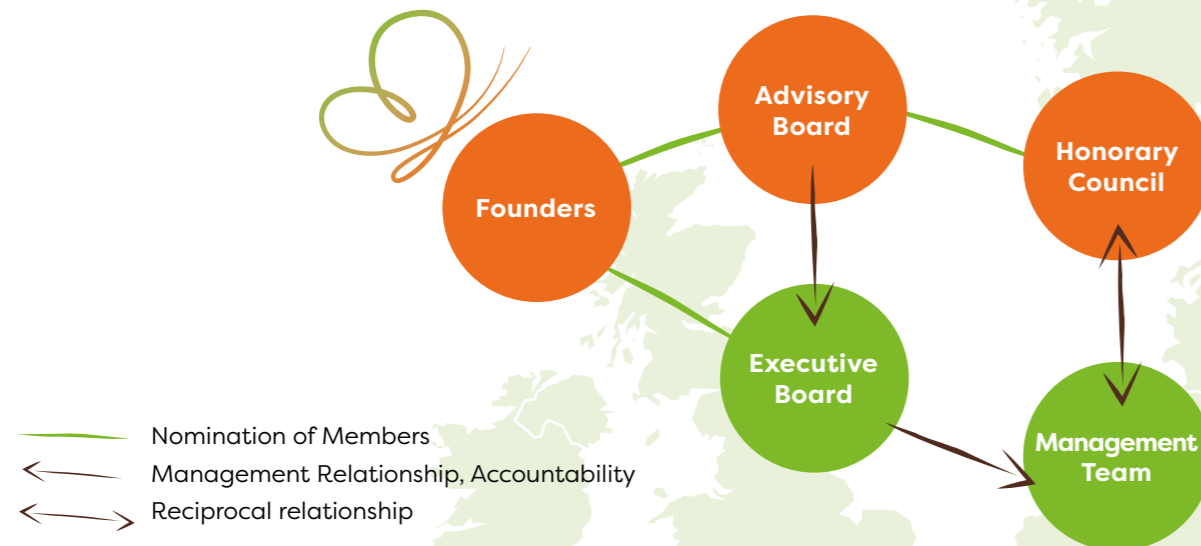 Advisory
Board
Honorary
Council
Founders
Executive
Board
Management
Team
Nomination of Members
Management Relationship, Accountability
Reciprocal relationship